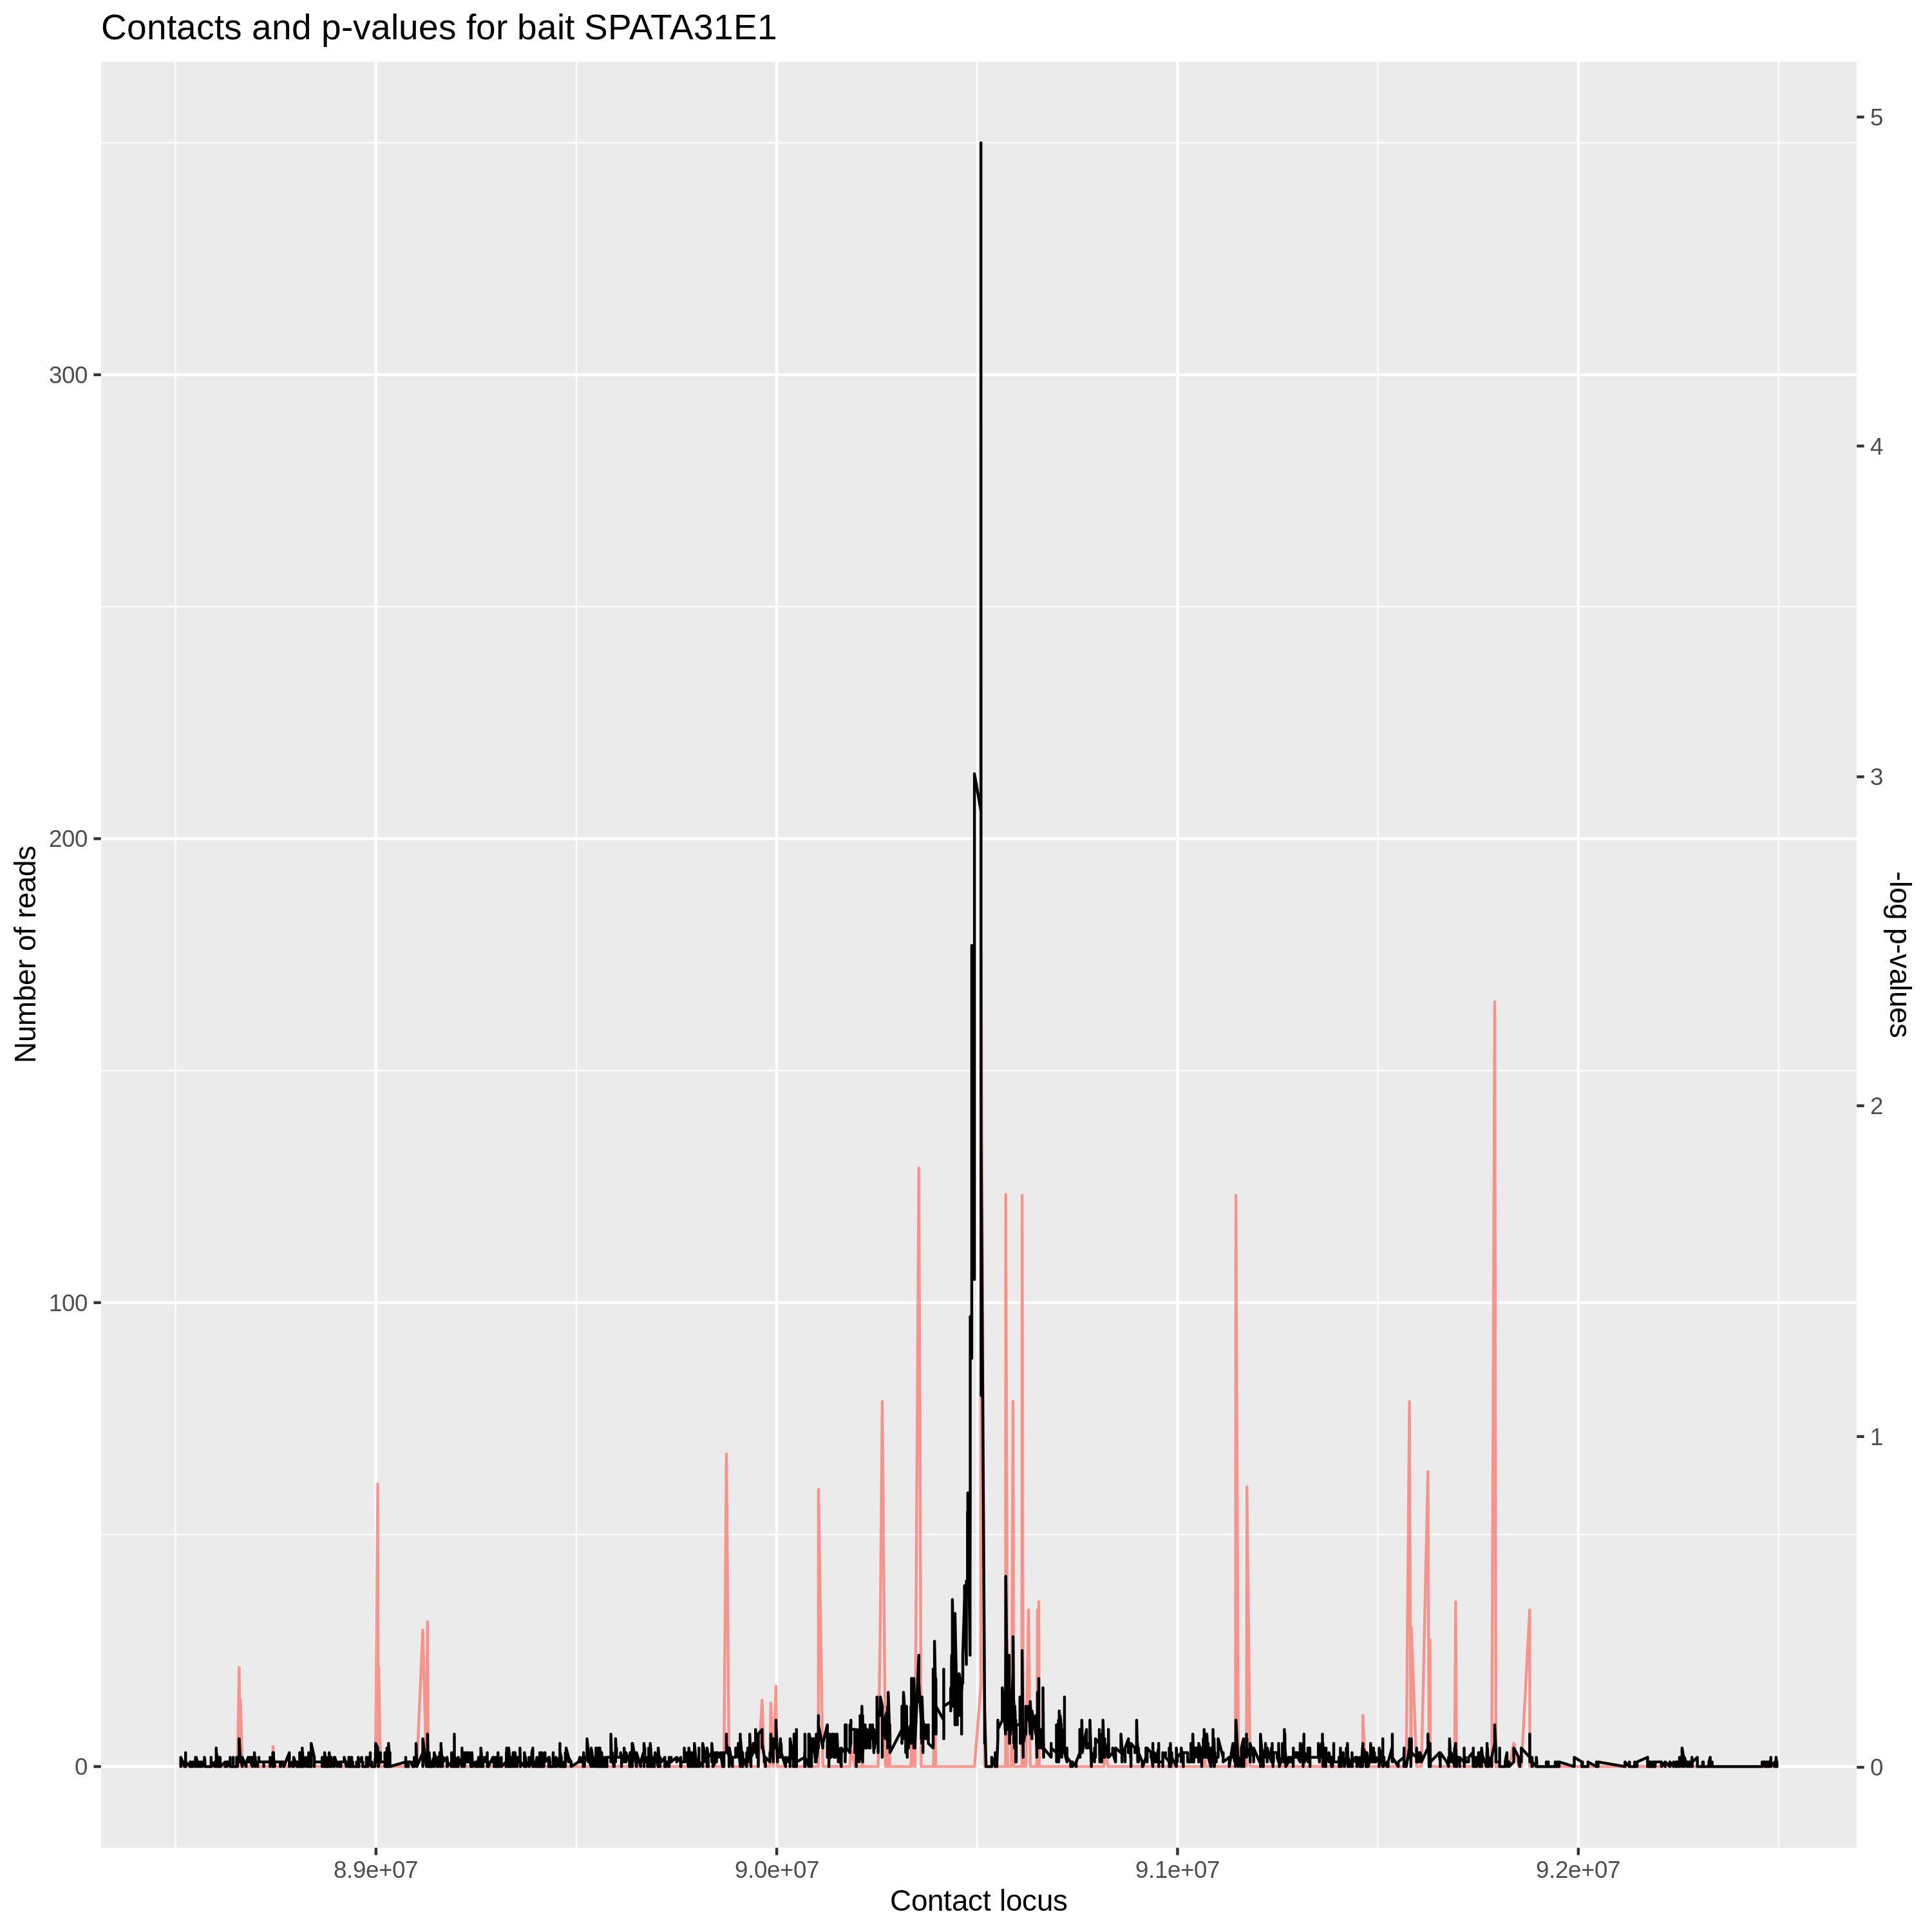 Contacts and p-values for bait SPATA31E1
Number of reads
300
200
100
0
5
4
3
2
1
0
-log p-values
8.9e+07
9.0e+07
9.1e+07
9.2e+07
Contact locus